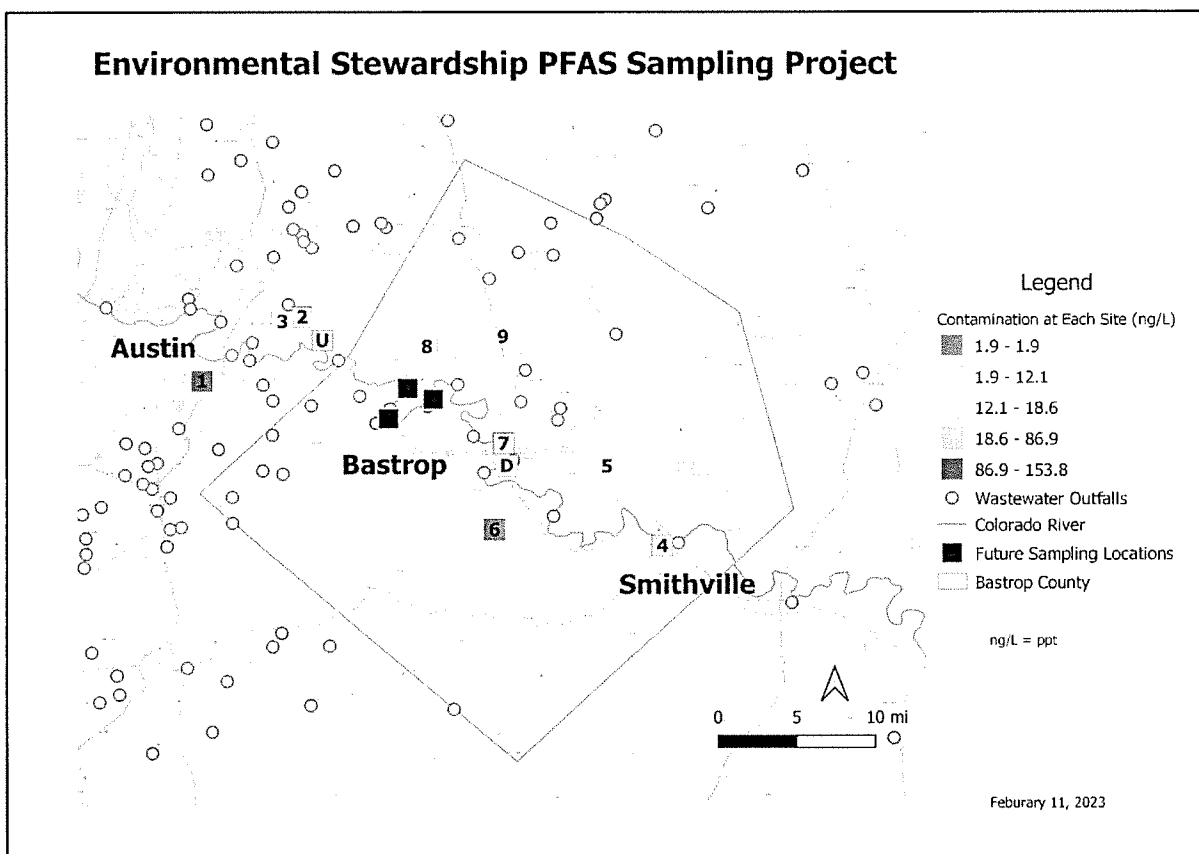 Environmental Stewardship PFAS Sampling Project
3 2
U
Austin
1
8
9
Bastrop
7
D
5
6
4
Smithville
Legend
Contamination at Each Site (ng/L)
1.9 - 1.9
1.9 - 12.1
12.1 - 18.6
18.6 - 86.9
86.9 - 153.8
Wastewater Outfalls
Colorado River
Future Sampling Locations
Bastrop County
ng/L = ppt
0 5 10 mi
Feburary 11, 2023